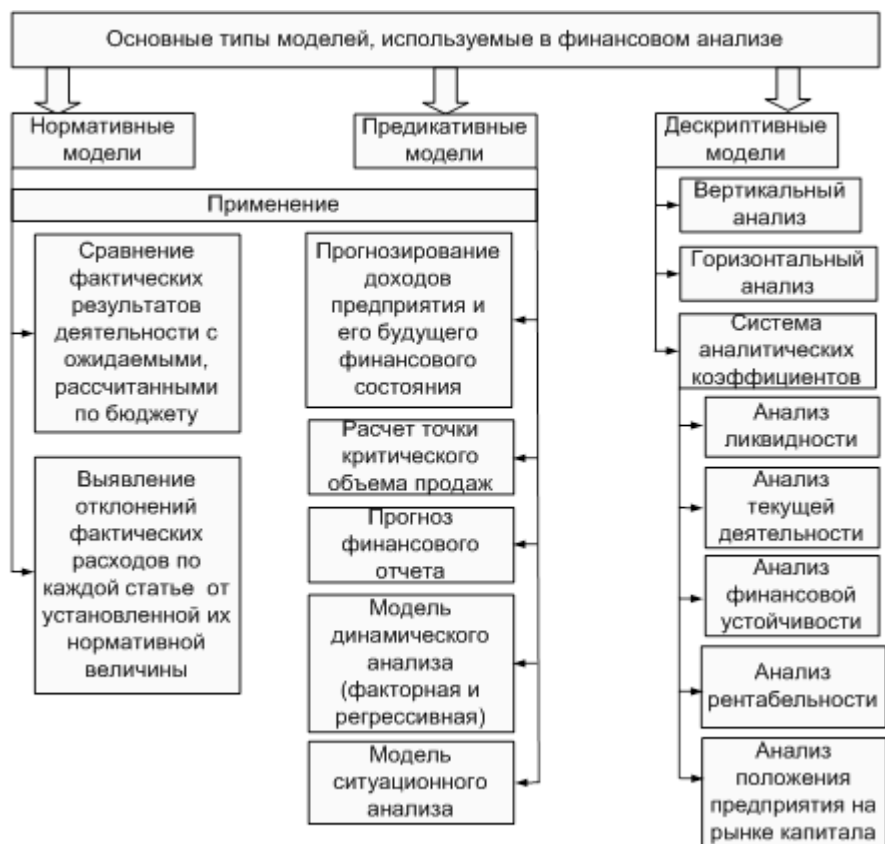 Основные типы моделей, используемые в финансовом анализе
Нормативные
модели
Предикативные
модели
Дескриптивные
модели
Применение
Сравнение
фактических
результатов
деятельности с
ожидаемыми,
рассчитанными
по бюджету
Выявление
отклонений
фактических
расходов по
каждой статье от
установленной их
нормативной
величины
Прогнозирование
доходов
предприятия и
его будущего
финансового
состояния
Расчет точки
критического
объема продаж
Прогноз
финансового
отчета
Модель
динамического
анализа
(факторная и
регрессивная)
Модель
ситуационного
анализа
Вертикальный
анализ
Горизонтальный
анализ
Система
аналитических
коэффициентов
Анализ
ликвидности
Анализ
текущей
деятельности
Анализ
финансовой
устойчивости
Анализ
рентабельности
Анализ
положения
предприятия на
рынке капитала